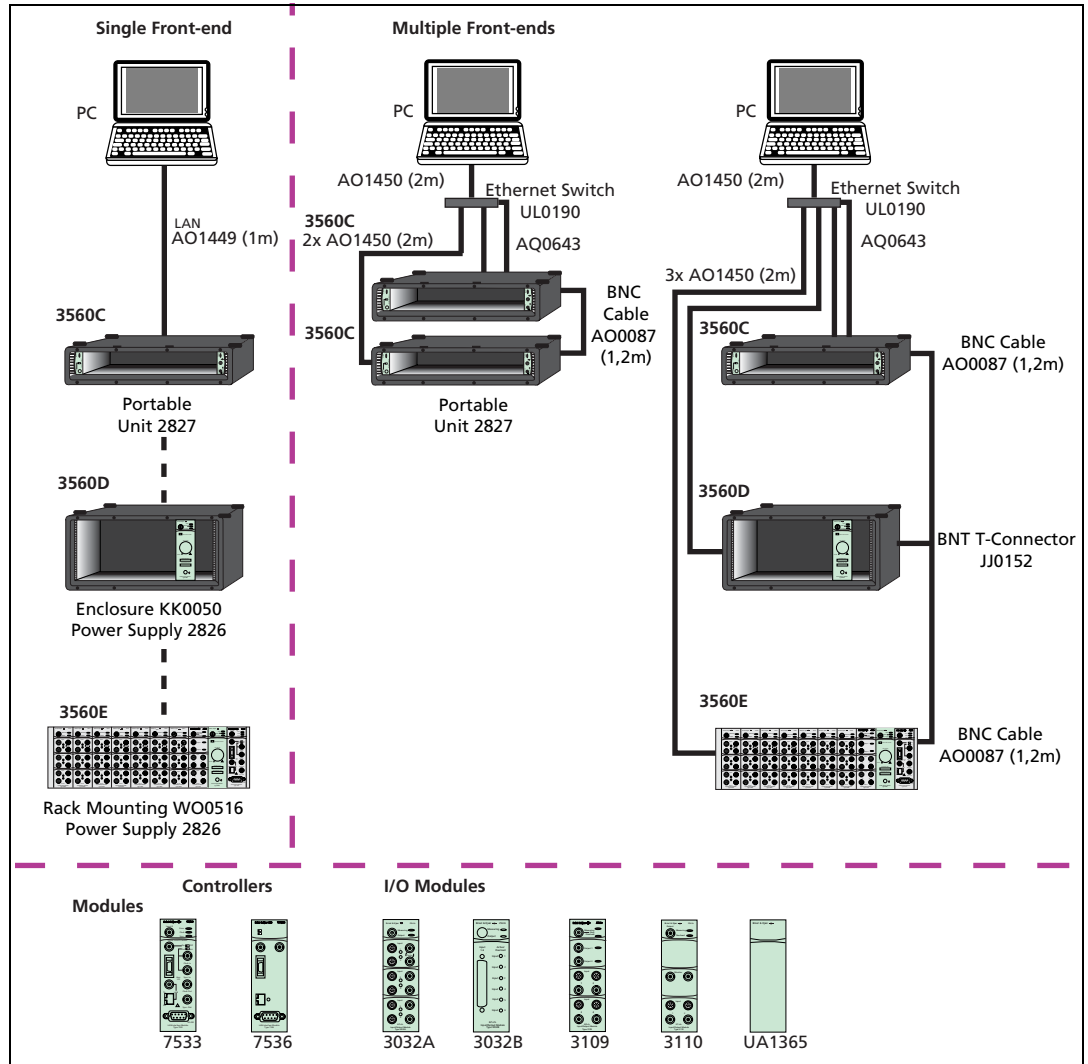 Single Front-end
Multiple Front-ends
PC
LAN
AO1449 (1m)
3560C
Portable
Unit 2827
3560D
Enclosure KK0050
Power Supply 2826
3560E
Rack Mounting WO0516
Power Supply 2826
PC
AO1450 (2m)
Ethernet Switch
UL0190
3560C
2x AO1450 (2m)
AQ0643
BNC
Cable
AO0087
(1,2m)
3560C
Portable
Unit 2827
PC
AO1450 (2m)
Ethernet Switch
UL0190
AQ0643
3x AO1450 (2m)
3560C
BNC Cable
AO0087 (1,2m)
3560D
BNT T-Connector
JJ0152
3560E
BNC Cable
AO0087 (1,2m)
Controllers
I/O Modules
Modules
7533
7536
3032A
3032B
3109
3110
UA1365